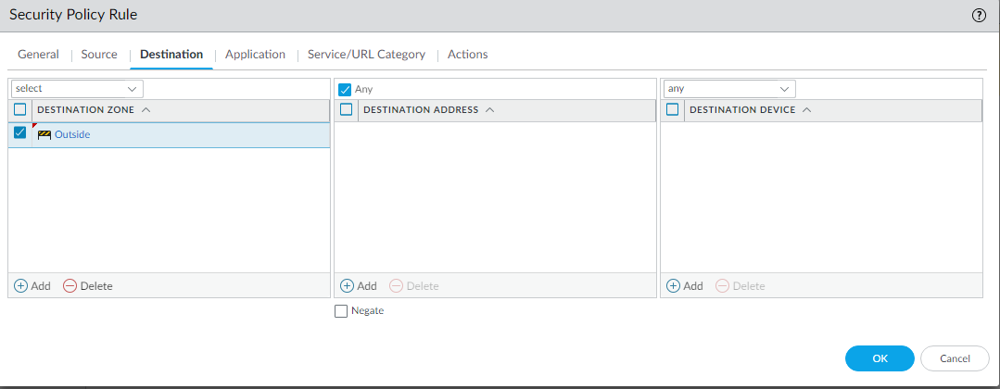 Security Policy Rule
General Source Destination Application Service/URL Category Actions
select Any any
DESTINATION ZONE DESTINATION ADDRESS DESTINATION DEVICE
Outside
Add Delete Add Delete Add Delete
Negate
OK Cancel